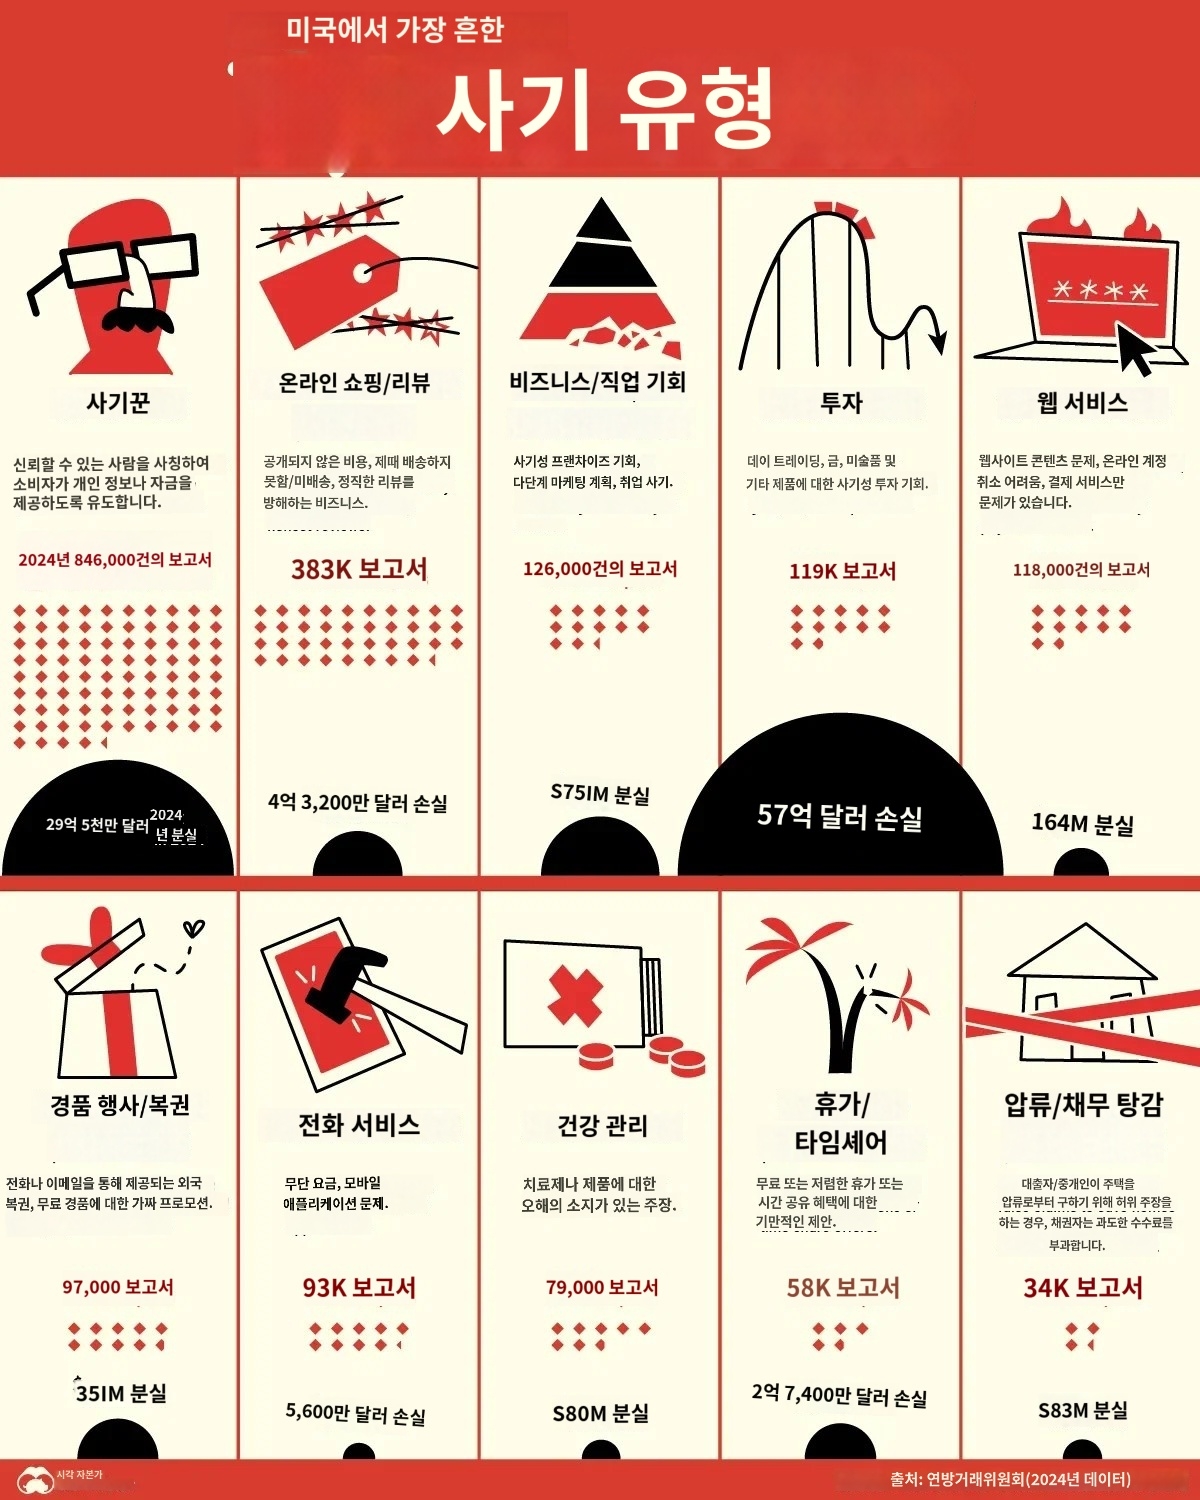 미국에서 가장 흔한
사기 유형
사기꾼
신뢰할 수 있는 사람을 사칭하여
소비자가 개인 정보나 자금을
제공하도록 유도합니다.
2024년 846,000건의 보고서
29억 5천만 달러 2024
년 분실
온라인 쇼핑/리뷰
공개되지 않은 비용, 제때 배송하지
못함/미배송, 정직한 리뷰를
방해하는 비즈니스.
383K 보고서
4억 3,200만 달러 손실
비즈니스/직업 기회
사기성 프랜차이즈 기회,
다단계 마케팅 계획, 취업 사기.
126,000건의 보고서
S75IM 분실
투자
데이 트레이딩, 금, 미술품 및
기타 제품에 대한 사기성 투자 기회.
119K 보고서
57억 달러 손실
웹 서비스
웹사이트 콘텐츠 문제, 온라인 계정
취소 어려움, 결제 서비스만
문제가 있습니다.
118,000건의 보고서
164M 분실
경품 행사/복권
전화나 이메일을 통해 제공되는 외국
복권, 무료 경품에 대한 가짜 프로모션.
97,000 보고서
35IM 분실
전화 서비스
무단 요금, 모바일
애플리케이션 문제.
93K 보고서
5,600만 달러 손실
건강 관리
치료제나 제품에 대한
오해의 소지가 있는 주장.
79,000 보고서
S80M 분실
휴가/
타임셰어
무료 또는 저렴한 휴가 또는
시간 공유 혜택에 대한
기만적인 제안.
58K 보고서
2억 7,400만 달러 손실
압류/채무 탕감
대출자/중개인이 주택을
압류로부터 구하기 위해 허위 주장을
하는 경우, 채권자는 과도한 수수료를
부과합니다.
34K 보고서
S83M 분실
시각 자본가
출처: 연방거래위원회(2024년 데이터)